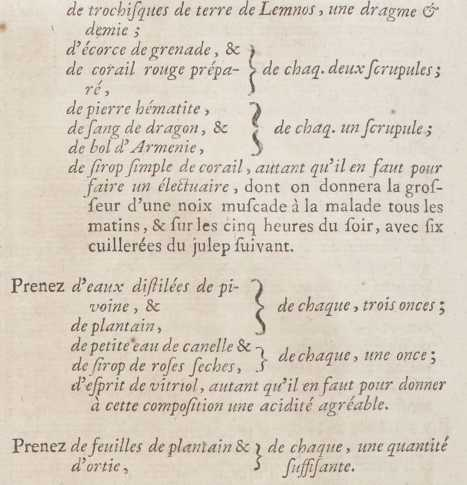 de trochiſques de terre de Lemnos, une dragme &
demie ;
d'écorce de grenade, &
de corail rouge prépa- } de chaq. deux ſcrupules ;
ré,
de pierre hématite,
de ſang de dragon, & } de chaq. un ſcrupule ;
de bol d'Armenie,
de ſirop ſimple de corail, autant qu'il en faut pour
faire un électuaire, dont on donnera la groſ-
ſeur d'une noix muſcade à la malade tous les
matins, & ſur les cinq heures du ſoir, avec ſix
cuillerées du julep ſuivant.
Prenez d'eaux diſtilées de pi-
voine, & } de chaque, trois onces ;
de plantain,
de petite eau de canelle & } de chaque, une once ;
de ſirop de roſes ſeches,
d'eſprit de vitriol, autant qu'il en faut pour donner
à cette compoſition une acidité agréable.
Prenez de feuilles de plantain & } de chaque, une quantité
d'ortie, ſuffiſante.